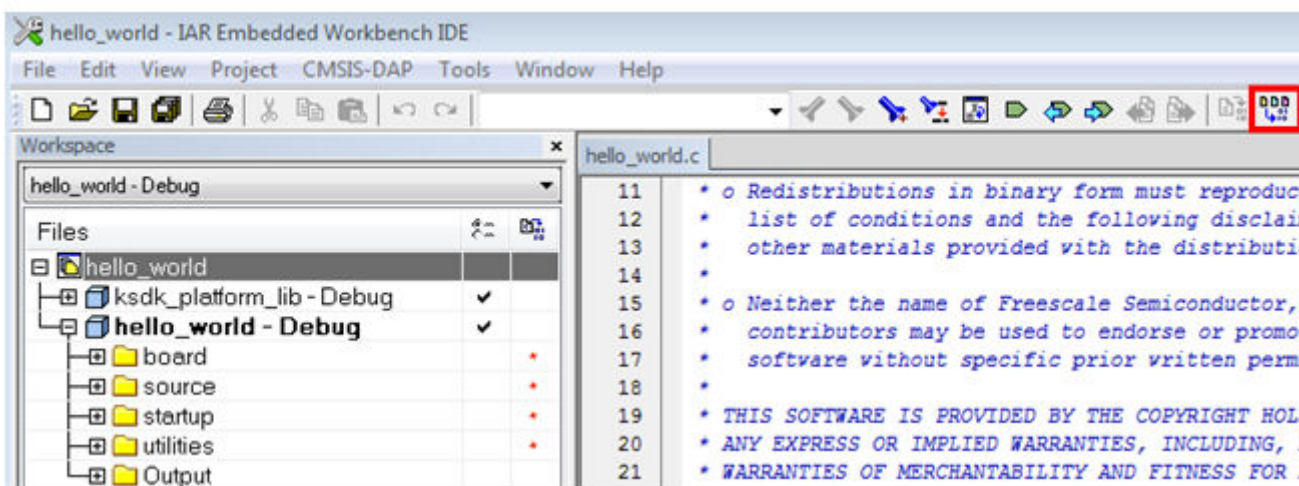 hello_world - IAR Embedded Workbench IDE
File Edit View Project CMSIS-DAP Tools Window Help
Workspace
hello_world - Debug
Files
hello_world
ksdk_platform_lib - Debug
hello_world - Debug
board
source
startup
utilities
Output
hello_world.c
11 * o Redistributions in binary form must reproduc
12 * list of conditions and the following disclai
13 * other materials provided with the distributi
14 *
15 * o Neither the name of Freescale Semiconductor,
16 * contributors may be used to endorse or promo
17 * software without specific prior written perm
18 *
19 * THIS SOFTWARE IS PROVIDED BY THE COPYRIGHT HOL
20 * ANY EXPRESS OR IMPLIED WARRANTIES, INCLUDING,
21 * WARRANTIES OF MERCHANTABILITY AND FITNESS FOR